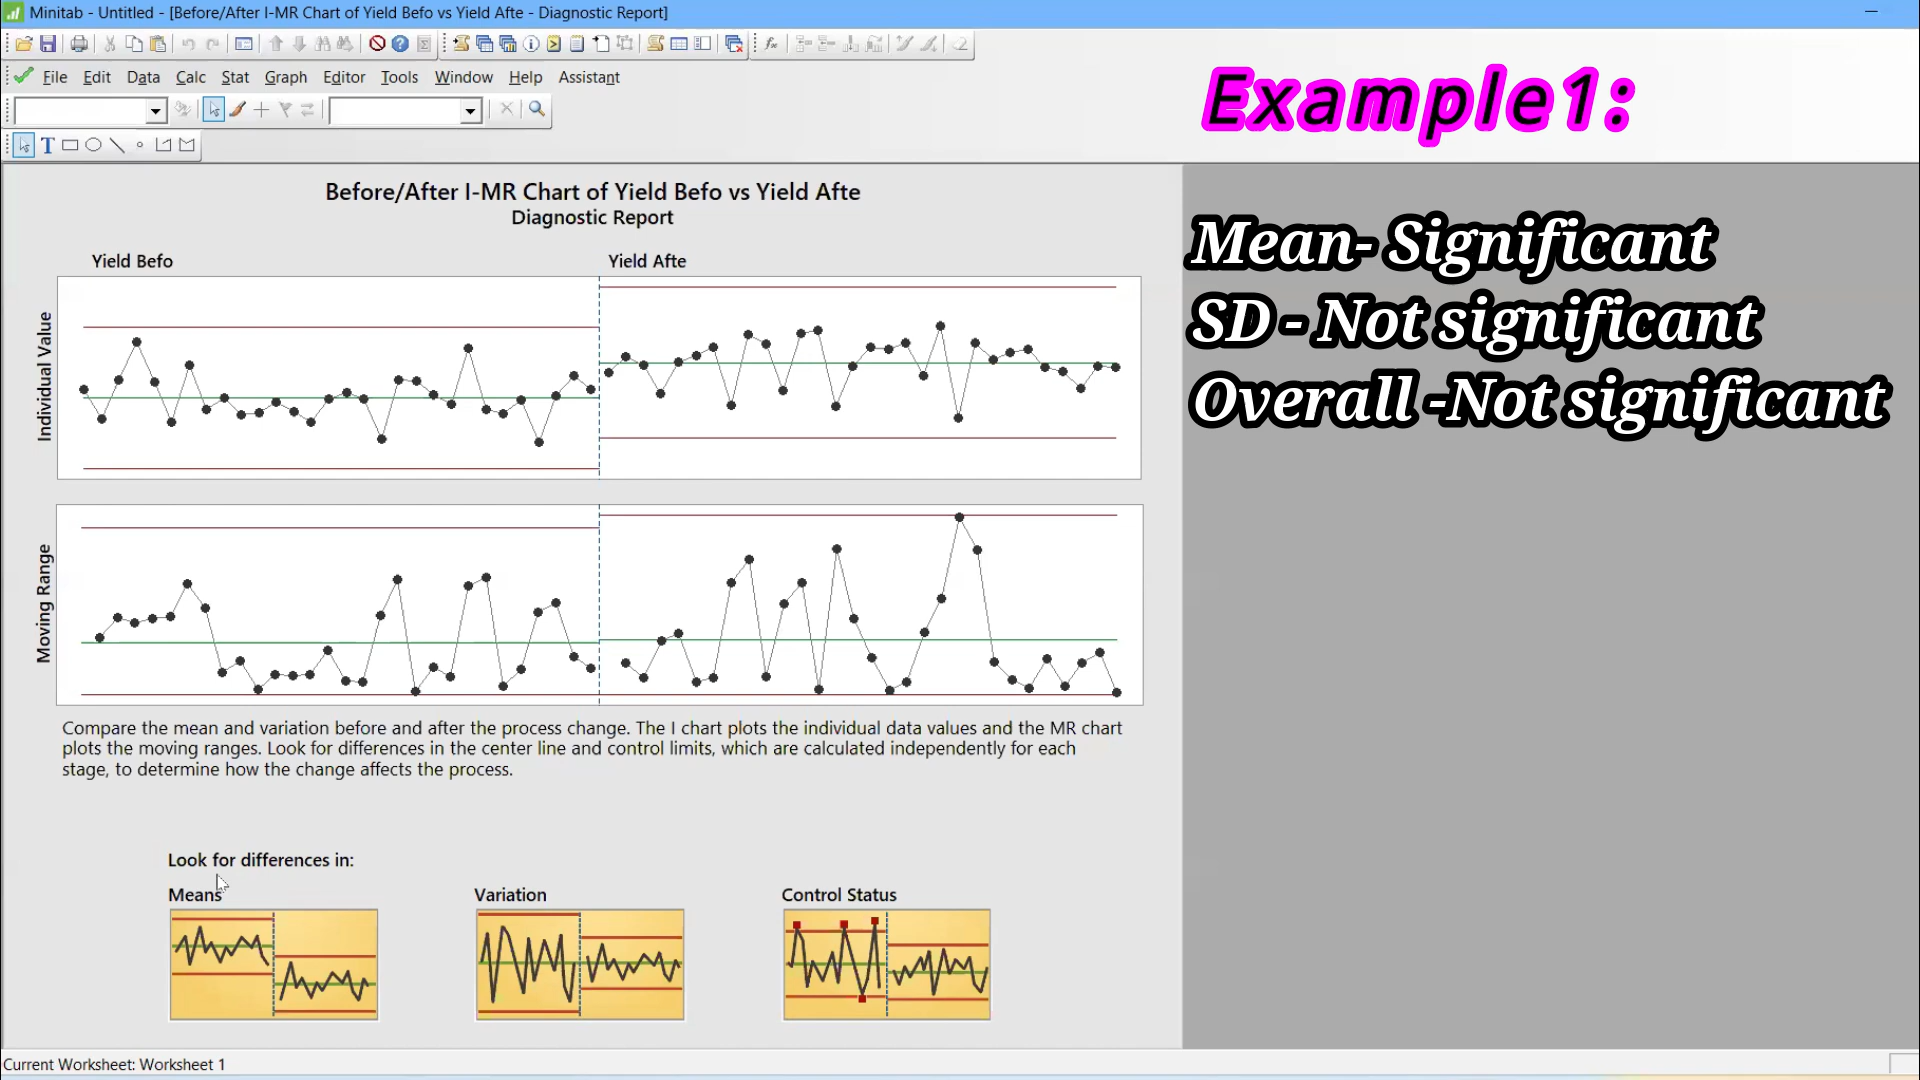 Minitab - Untitled - [Before/After I-MR Chart of Yield Befo vs Yield Afte - Diagnostic Report]
File Edit Data Calc Stat Graph Editor Tools Window Help Assistant
Example1:
Before/After I-MR Chart of Yield Befo vs Yield Afte
Diagnostic Report
Yield Befo
Yield Afte
Individual Value
Moving Range
Mean- Significant
SD - Not significant
Overall -Not significant
Compare the mean and variation before and after the process change. The I chart plots the individual data values and the MR chart
plots the moving ranges. Look for differences in the center line and control limits, which are calculated independently for each
stage, to determine how the change affects the process.
Look for differences in:
Means
Variation
Control Status
Current Worksheet: Worksheet 1